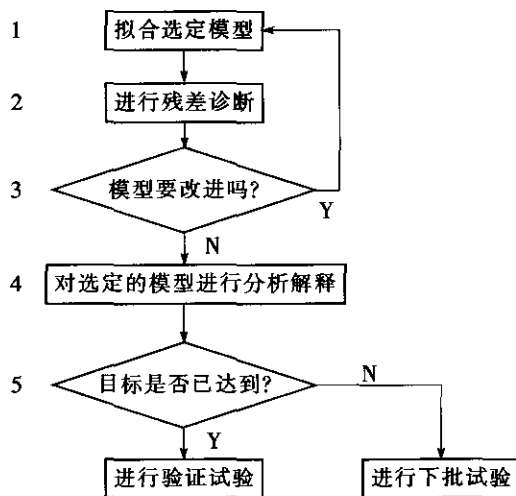 1 拟合选定模型
2 进行残差诊断
3 模型要改进吗?
Y
N
4 对选定的模型进行分析解释
5 目标是否已达到?
N
Y
进行验证试验 进行下批试验